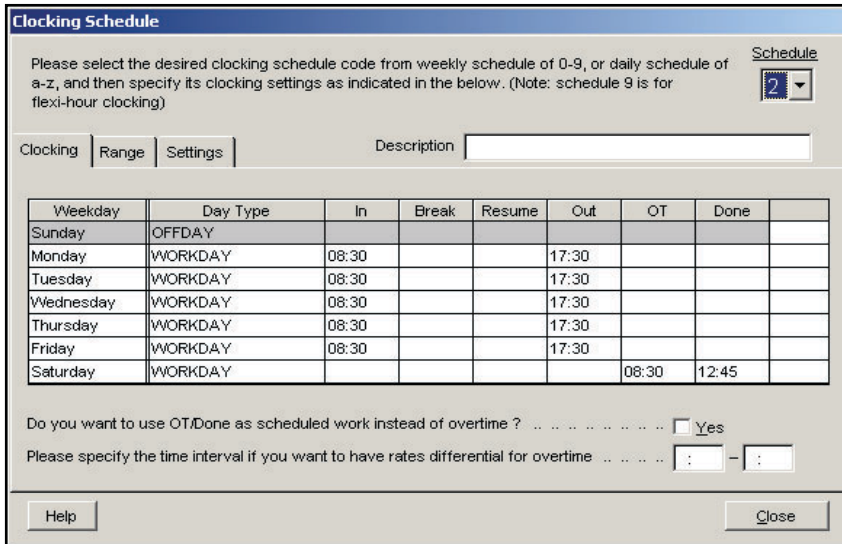 Clocking Schedule
Please select the desired clocking schedule code from weekly schedule of 0-9, or daily schedule of
a-z, and then specify its clocking settings as indicated in the below. (Note: schedule 9 is for
flexi-hour clocking)
Schedule
2
Clocking Range Settings Description
Weekday Day Type In Break Resume Out OT Done
Sunday OFFDAY
Monday WORKDAY 08:30 17:30
Tuesday WORKDAY 08:30 17:30
Wednesday WORKDAY 08:30 17:30
Thursday WORKDAY 08:30 17:30
Friday WORKDAY 08:30 17:30
Saturday WORKDAY 08:30 12:45
Do you want to use OT/Done as scheduled work instead of overtime ? .. .. .. .. .. .. .. .. .. Yes
Please specify the time interval if you want to have rates differential for overtime .. .. .. .. : – :
Help Close